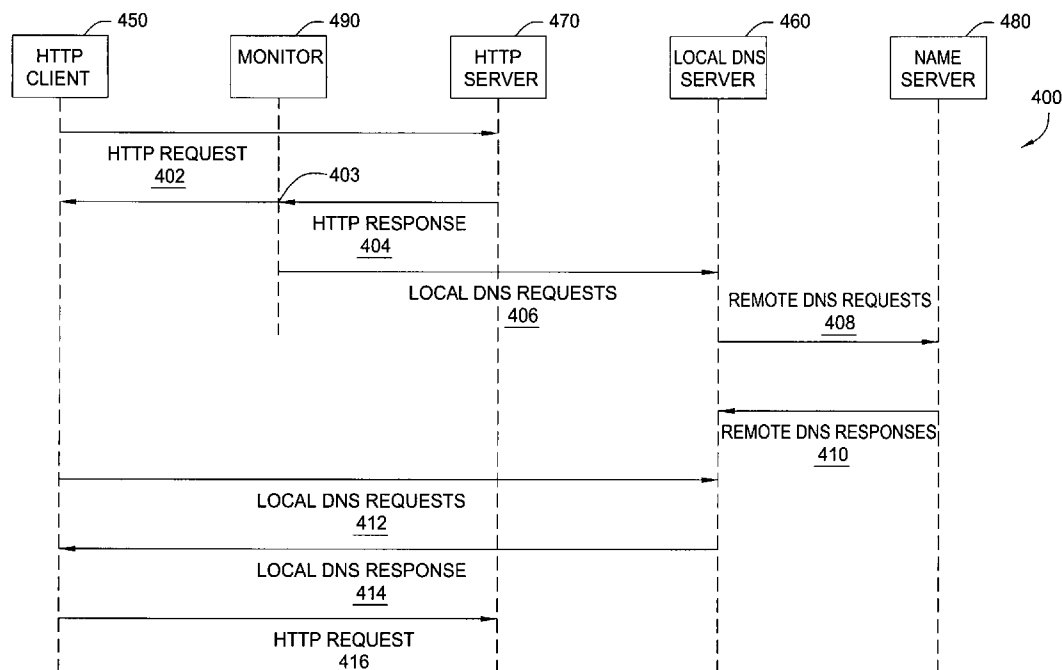 450
490
470
460
480
HTTP
CLIENT
MONITOR
HTTP
SERVER
LOCAL DNS
SERVER
NAME
SERVER
400
HTTP REQUEST
402
403
HTTP RESPONSE
404
LOCAL DNS REQUESTS
406
REMOTE DNS REQUESTS
408
REMOTE DNS RESPONSES
410
LOCAL DNS REQUESTS
412
LOCAL DNS RESPONSE
414
HTTP REQUEST
416